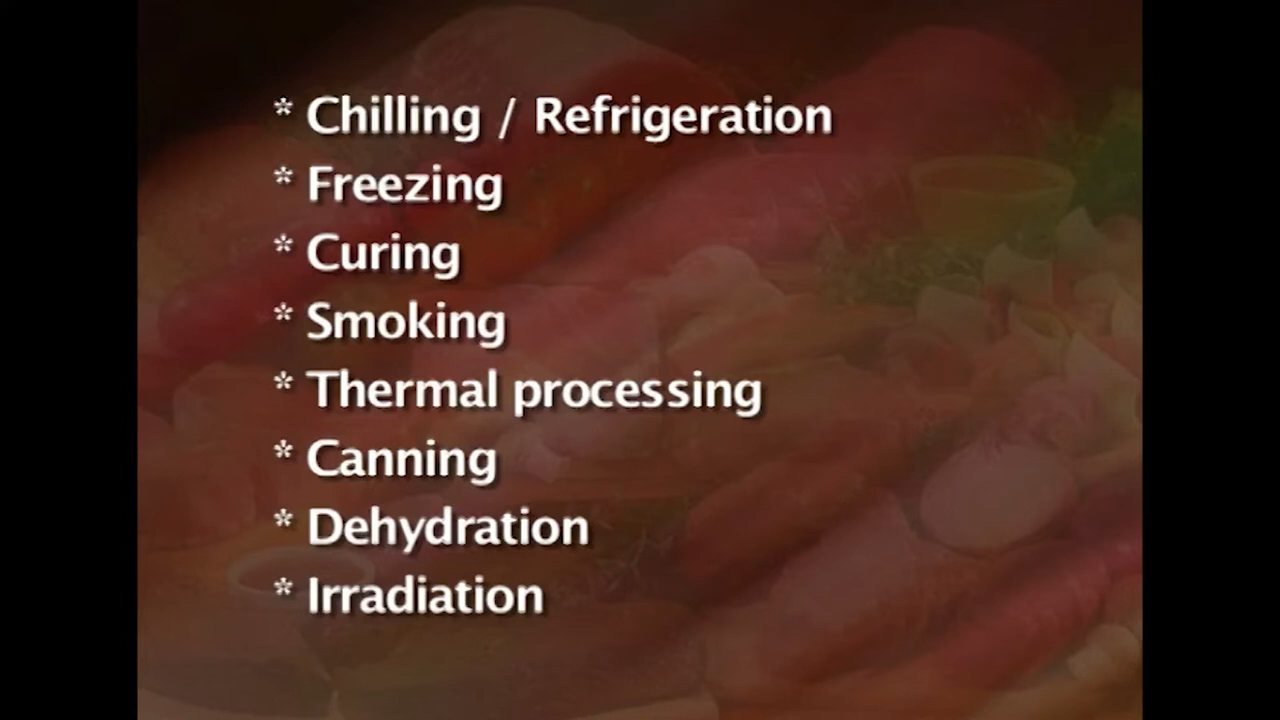 * Chilling / Refrigeration
* Freezing
* Curing
* Smoking
* Thermal processing
* Canning
* Dehydration
* Irradiation